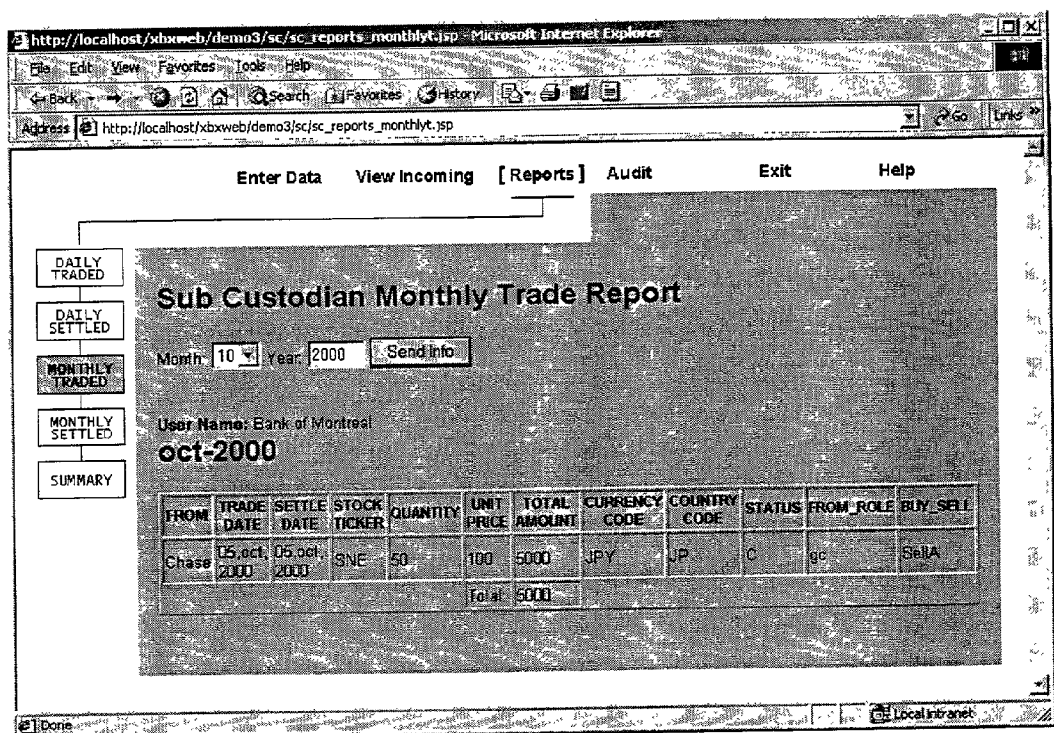 http://localhost/xbxweb/demo3/sc/sc_reports_monthlyt.jsp - Microsoft Internet Explorer
File Edit View Favorites Tools Help
Back Search Favorites History
Address http://localhost/xbxweb/demo3/sc/sc_reports_monthlyt.jsp Go Links »
Enter Data View Incoming [ Reports ] Audit Exit Help
DAILY
TRADED
DAILY
SETTLED
MONTHLY
TRADED
MONTHLY
SETTLED
SUMMARY
Sub Custodian Monthly Trade Report
Month: 10 Year: 2000 Send Info
User Name: Bank of Montreal
oct-2000
FROM TRADE DATE SETTLE DATE STOCK TICKER QUANTITY UNIT PRICE TOTAL AMOUNT CURRENCY CODE COUNTRY CODE STATUS FROM_ROLE BUY_SELL
Chase 05,oct, 2000 05,oct, 2000 SNE 50 100 5000 JPY JP C gc SellA
Total 5000
Done Local intranet